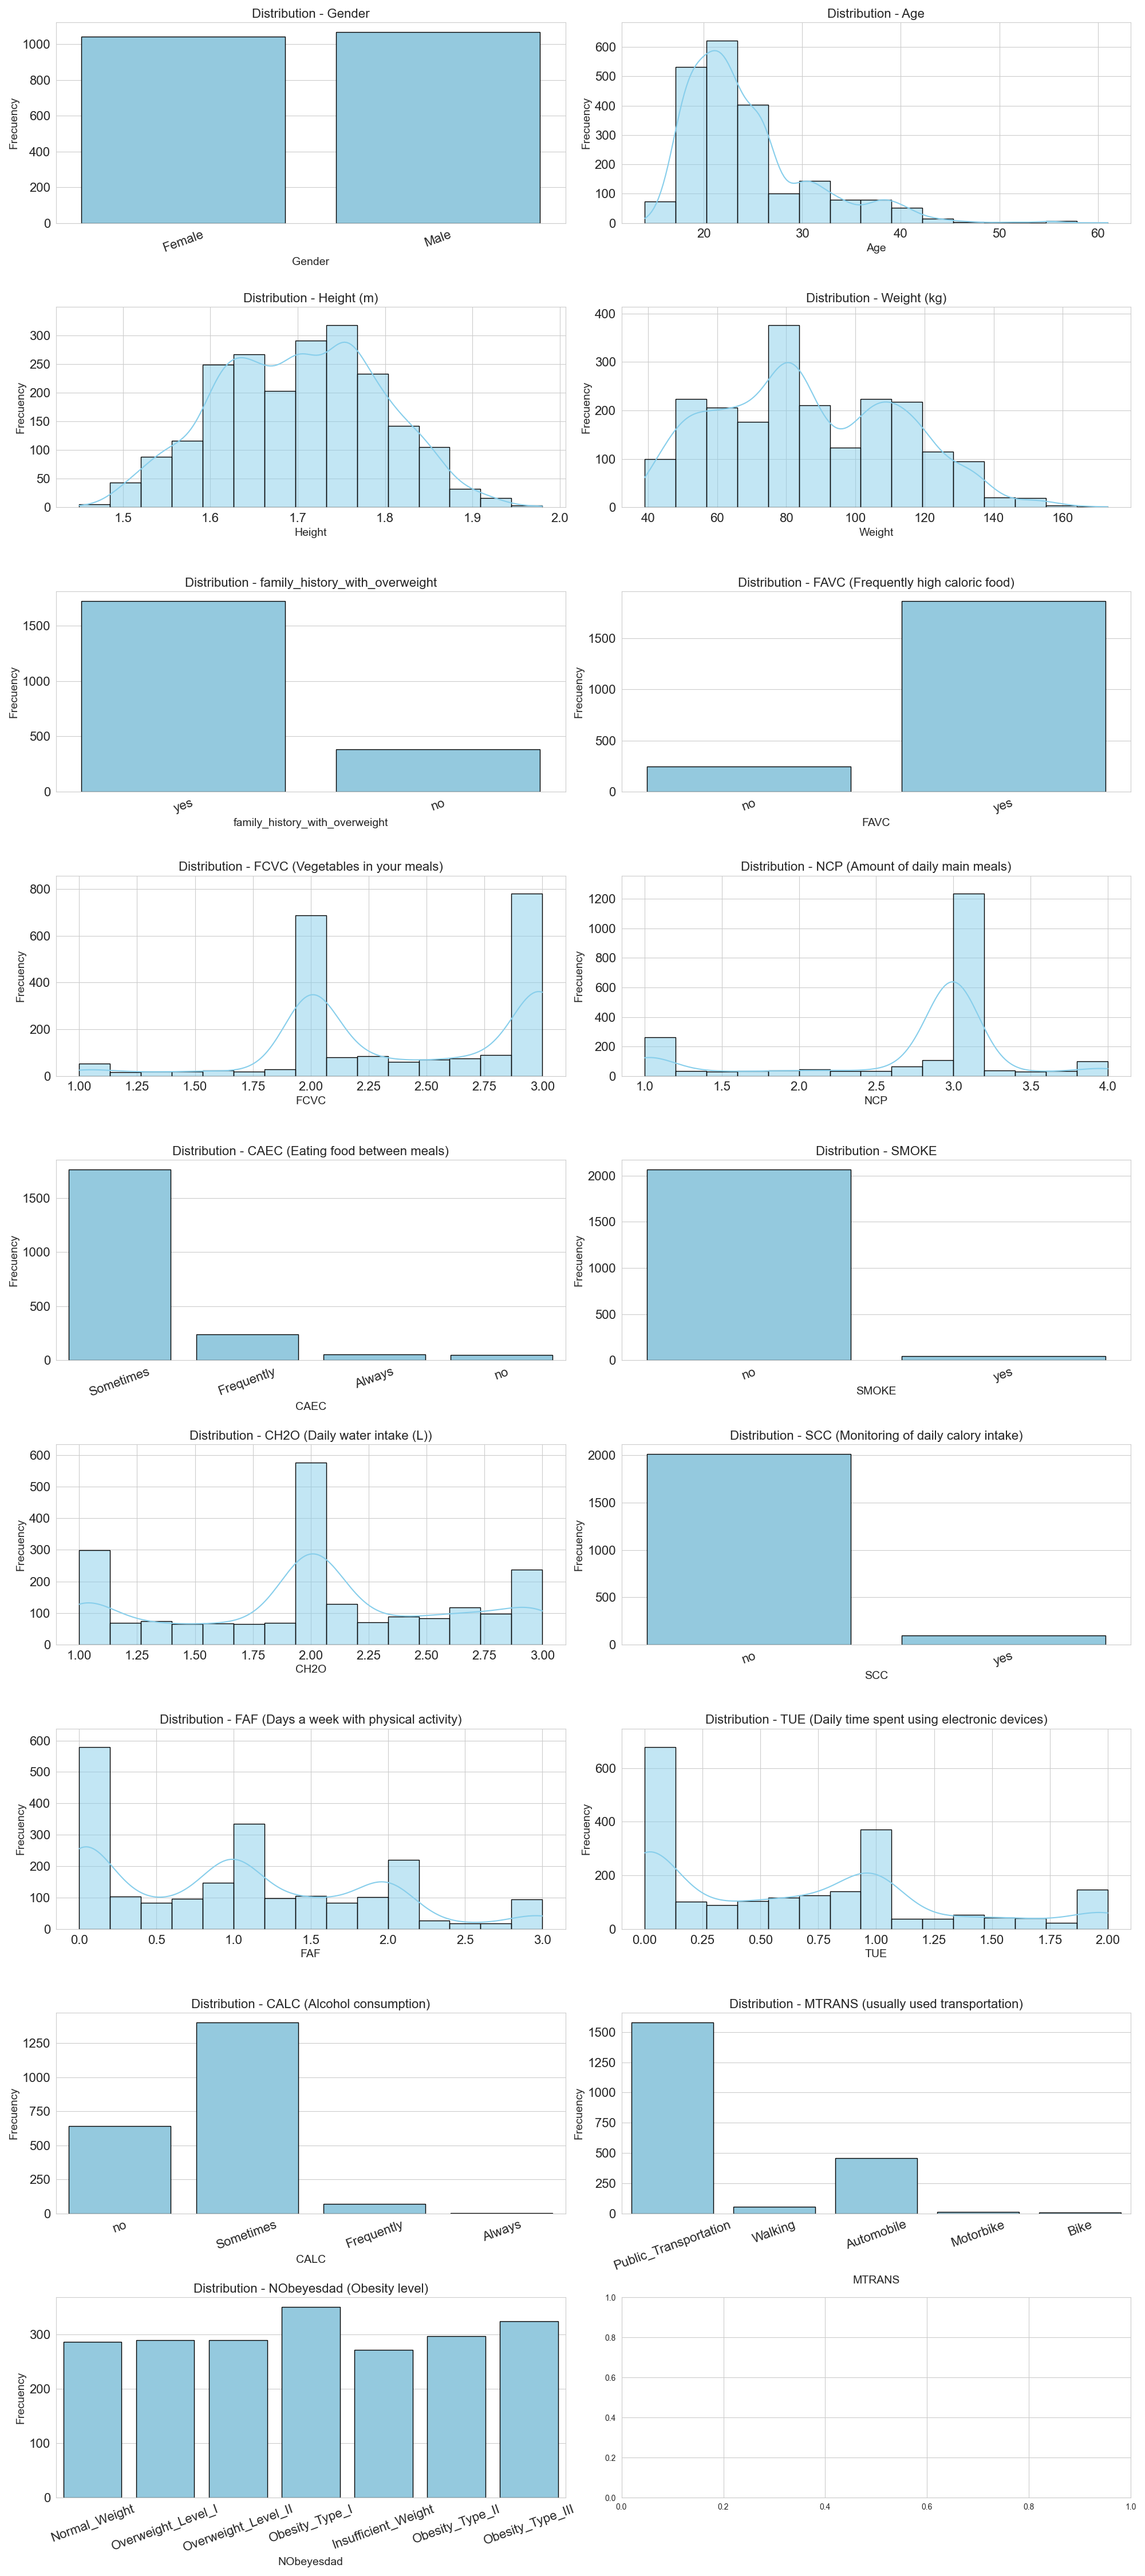 Distribution - Gender
Frecuency
1000
800
600
400
200
0
Female Male
Gender
Distribution - Age
Frecuency
600
500
400
300
200
100
0
20 30 40 50 60
Age
Distribution - Height (m)
Frecuency
300
250
200
150
100
50
0
1.5 1.6 1.7 1.8 1.9 2.0
Height
Distribution - Weight (kg)
Frecuency
400
300
200
100
0
40 60 80 100 120 140 160
Weight
Distribution - family_history_with_overweight
Frecuency
1500
1000
500
0
yes no
family_history_with_overweight
Distribution - FAVC (Frequently high caloric food)
Frecuency
1500
1000
500
0
no yes
FAVC
Distribution - FCVC (Vegetables in your meals)
Frecuency
800
600
400
200
0
1.00 1.25 1.50 1.75 2.00 2.25 2.50 2.75 3.00
FCVC
Distribution - NCP (Amount of daily main meals)
Frecuency
1200
1000
800
600
400
200
0
1.0 1.5 2.0 2.5 3.0 3.5 4.0
NCP
Distribution - CAEC (Eating food between meals)
Frecuency
1500
1000
500
0
Sometimes Frequently Always no
CAEC
Distribution - SMOKE
Frecuency
2000
1500
1000
500
0
no yes
SMOKE
Distribution - CH2O (Daily water intake (L))
Frecuency
600
500
400
300
200
100
0
1.00 1.25 1.50 1.75 2.00 2.25 2.50 2.75 3.00
CH2O
Distribution - SCC (Monitoring of daily calory intake)
Frecuency
2000
1500
1000
500
0
no yes
SCC
Distribution - FAF (Days a week with physical activity)
Frecuency
600
500
400
300
200
100
0
0.0 0.5 1.0 1.5 2.0 2.5 3.0
FAF
Distribution - TUE (Daily time spent using electronic devices)
Frecuency
600
400
200
0
0.00 0.25 0.50 0.75 1.00 1.25 1.50 1.75 2.00
TUE
Distribution - CALC (Alcohol consumption)
Frecuency
1250
1000
750
500
250
0
no Sometimes Frequently Always
CALC
Distribution - MTRANS (usually used transportation)
Frecuency
1500
1250
1000
750
500
250
0
Public_Transportation Walking Automobile Motorbike Bike
MTRANS
Distribution - NObeyesdad (Obesity level)
Frecuency
300
200
100
0
Normal_Weight Overweight_Level_I Overweight_Level_II Obesity_Type_I Insufficient_Weight Obesity_Type_II Obesity_Type_III
NObeyesdad
1.0
0.8
0.6
0.4
0.2
0.0
0.0 0.4 0.6 0.8 1.0